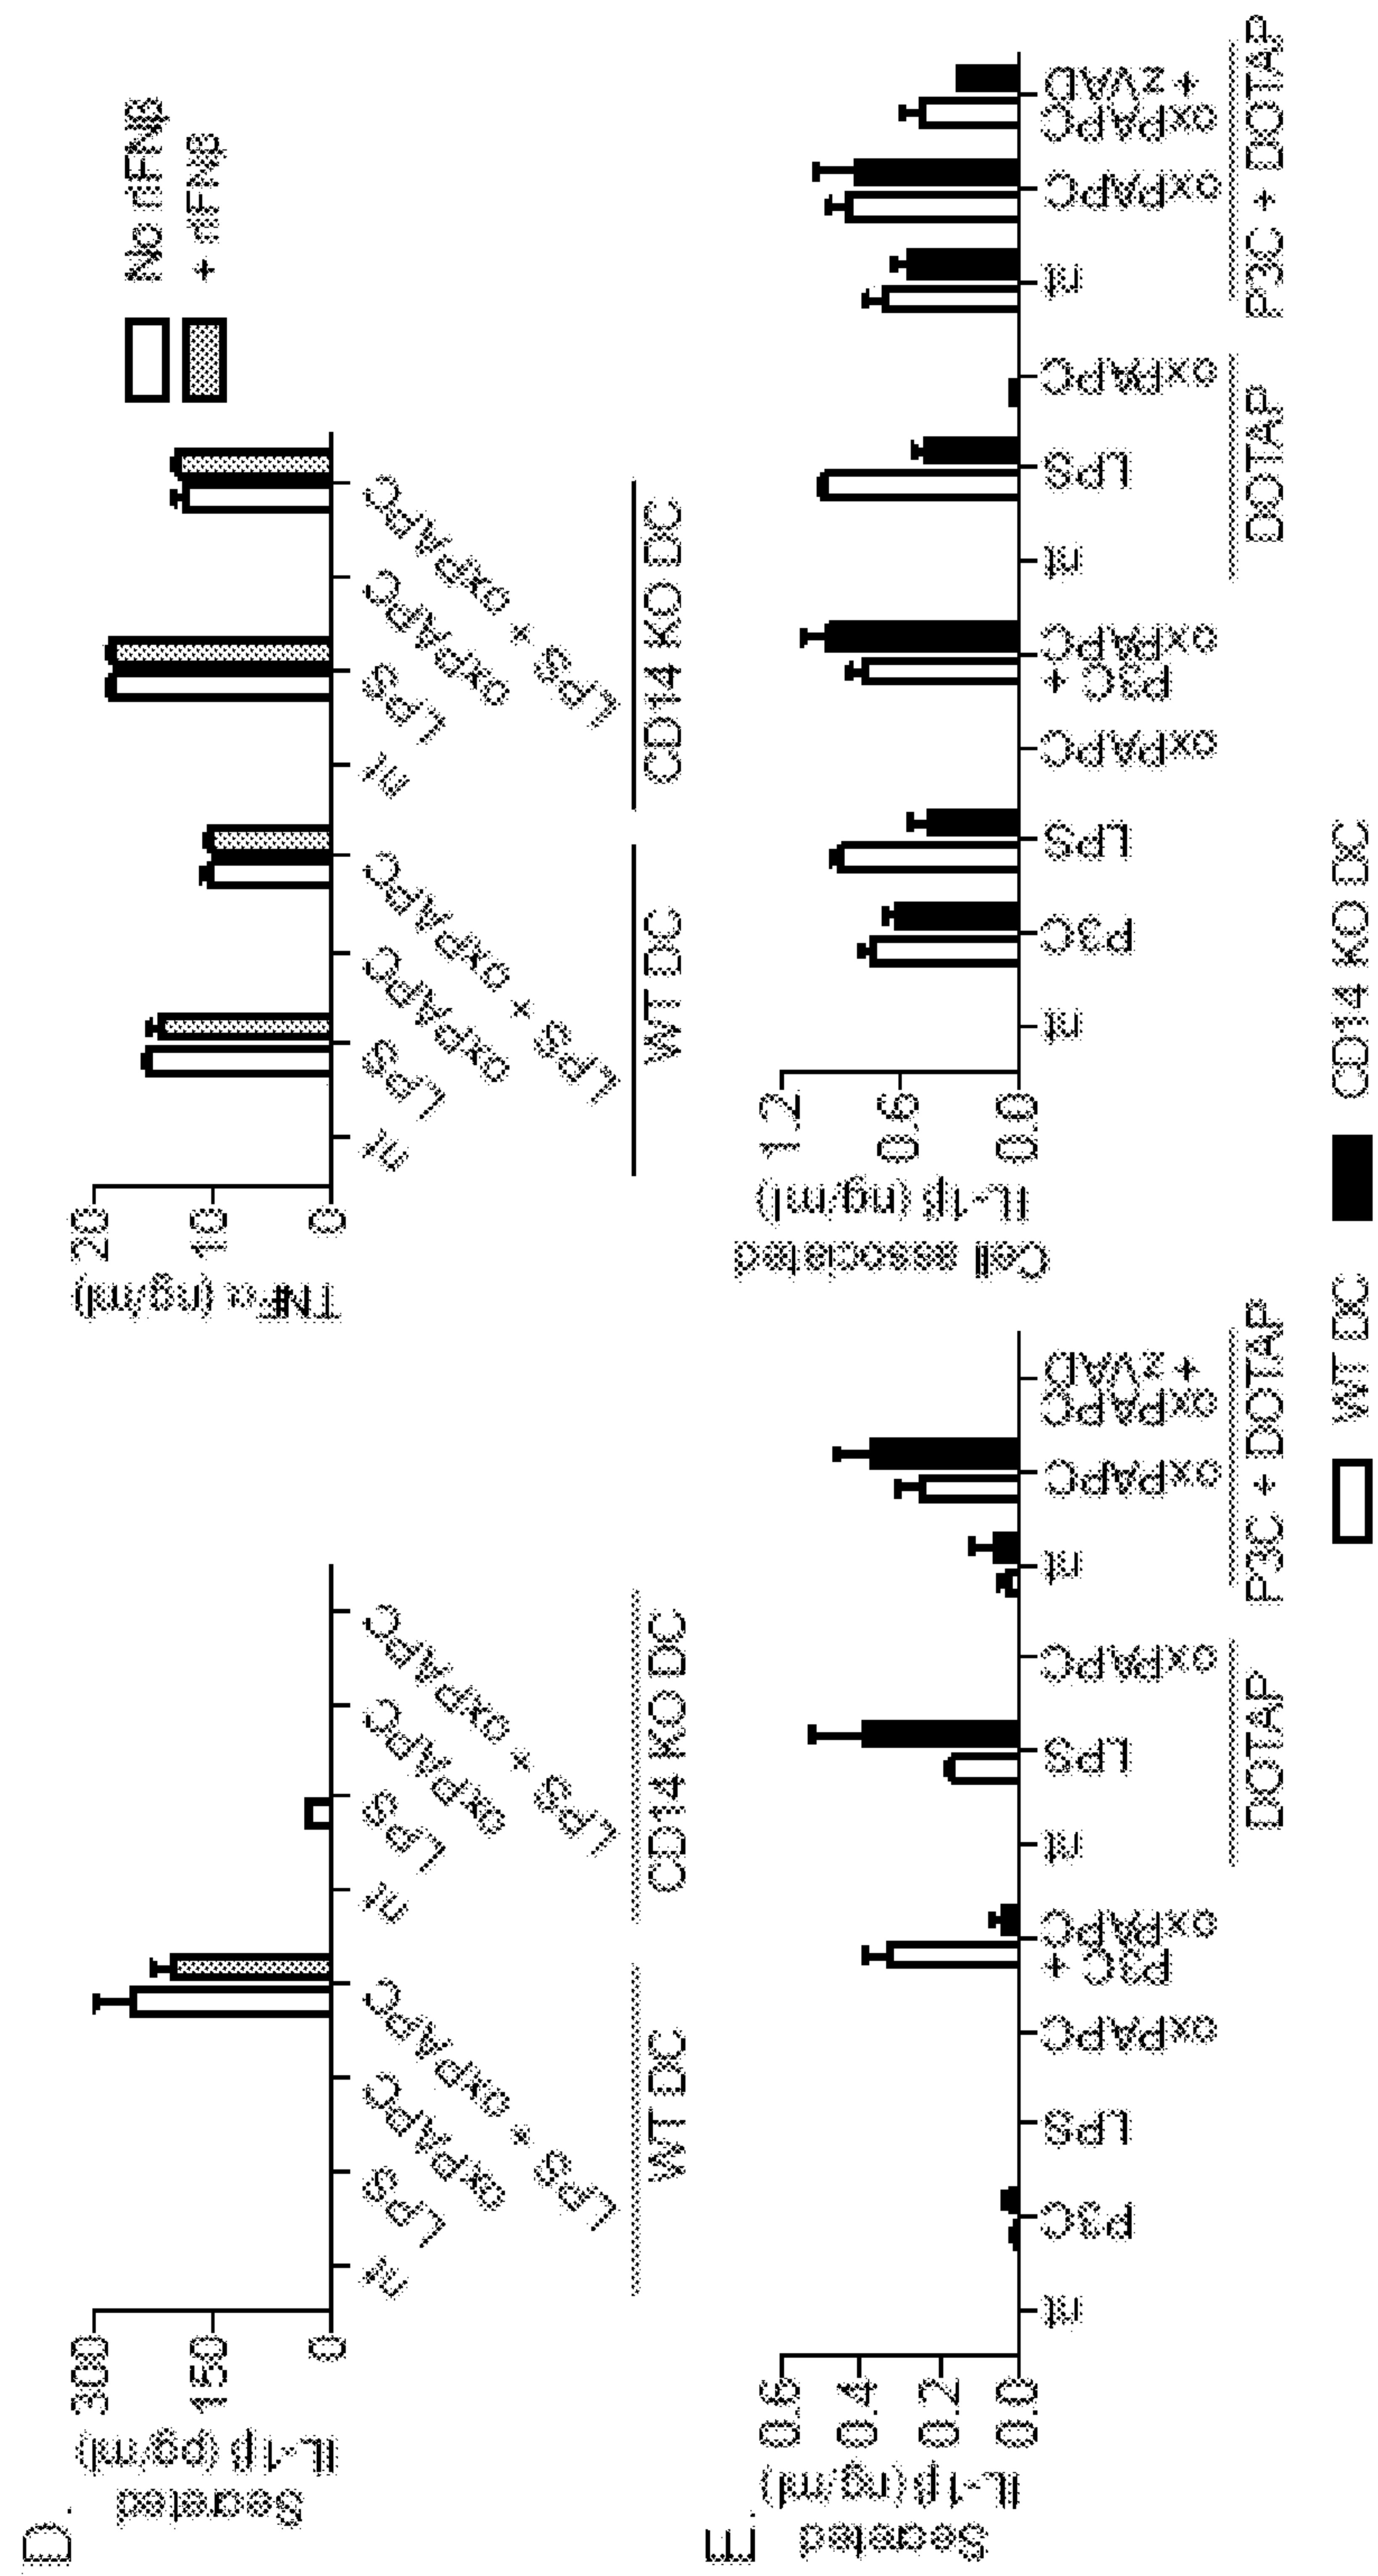 D.
Secreted
IL-1β (pg/ml)
300
150
0
nt
LPS
oxPAPC
LPS + oxPAPC
nt
LPS
oxPAPC
LPS + oxPAPC
WT DC
CD14 KO DC
TNFα (ng/ml)
20
10
0
nt
LPS
oxPAPC
LPS + oxPAPC
nt
LPS
oxPAPC
LPS + oxPAPC
WT DC
CD14 KO DC
No rIFNβ
+ rIFNβ
E.
Secreted
IL-1β (ng/ml)
0.6
0.4
0.2
0.0
nt
P3C
LPS
oxPAPC
P3C +
oxPAPC
nt
LPS
oxPAPC
nt
oxPAPC
oxPAPC
+ zVAD
DOTAP
P3C + DOTAP
Cell associated
IL-1β (ng/ml)
1.2
0.6
0.0
nt
P3C
LPS
oxPAPC
P3C +
oxPAPC
nt
LPS
oxPAPC
nt
oxPAPC
oxPAPC
+ zVAD
DOTAP
P3C + DOTAP
WT DC
CD14 KO DC